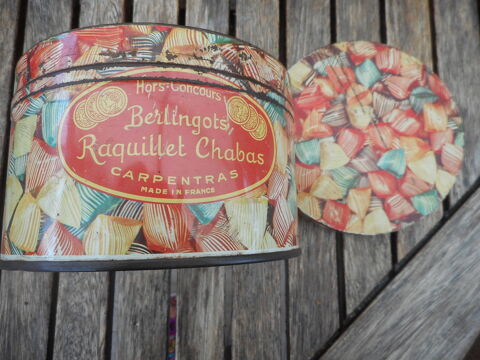 Hors-Concours
Berlingots
Raquillet Chabas
CARPENTRAS
MADE IN FRANCE